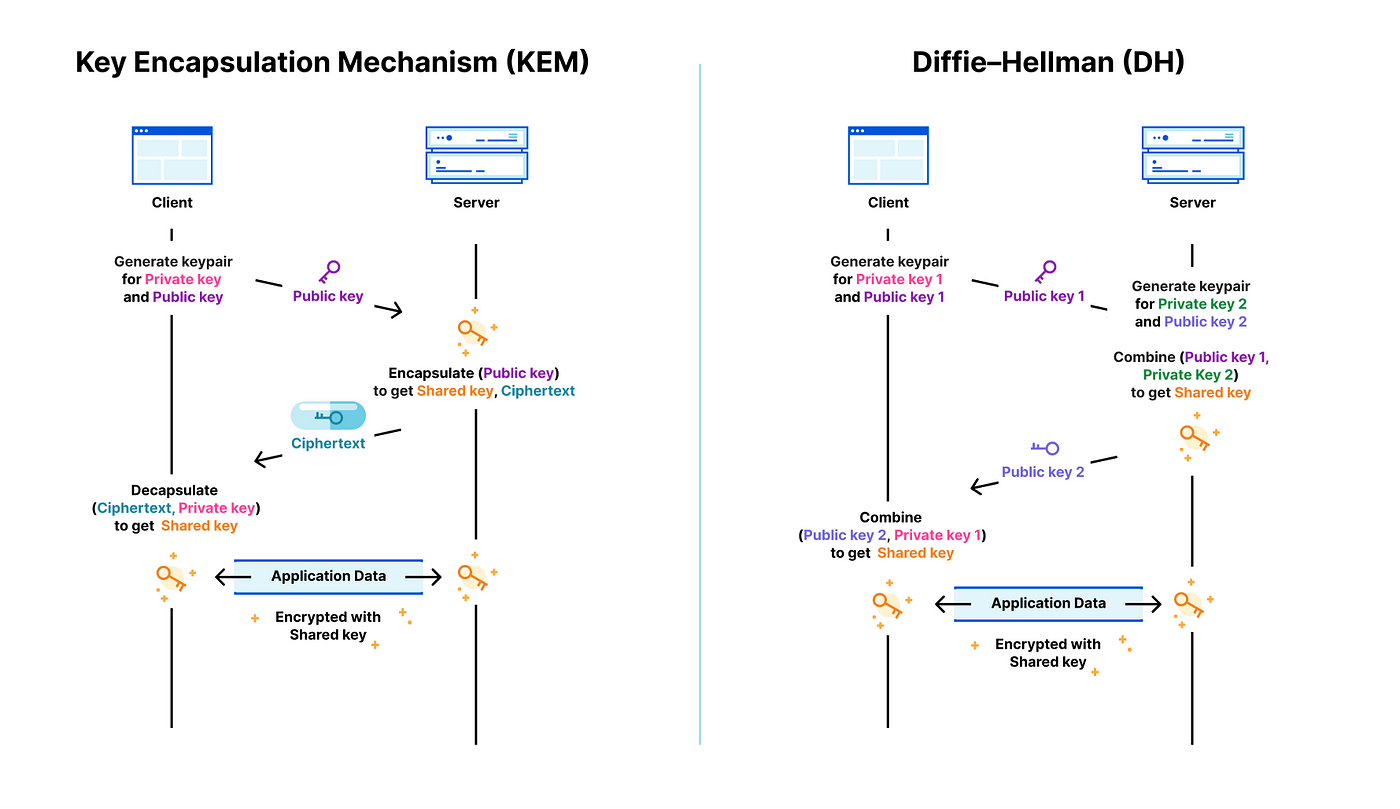 Key Encapsulation Mechanism (KEM)
Client
Server
Generate keypair
for Private key
and Public key
Public key
Encapsulate (Public key)
to get Shared key, Ciphertext
Ciphertext
Decapsulate
(Ciphertext, Private key)
to get Shared key
Application Data
Encrypted with
Shared key
Diffie–Hellman (DH)
Client
Server
Generate keypair
for Private key 1
and Public key 1
Public key 1
Generate keypair
for Private key 2
and Public key 2
Combine (Public key 1,
Private Key 2)
to get Shared key
Public key 2
Combine
(Public key 2, Private key 1)
to get Shared key
Application Data
Encrypted with
Shared key